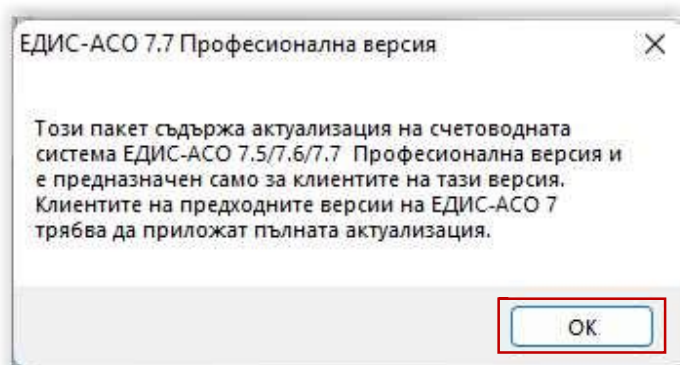 ЕДИС-АСО 7.7 Професионална версия
Този пакет съдържа актуализация на счетоводната
система ЕДИС-АСО 7.5/7.6/7.7 Професионална версия и
е предназначен само за клиентите на тази версия.
Клиентите на предходните версии на ЕДИС-АСО 7
трябва да приложат пълната актуализация.
OK